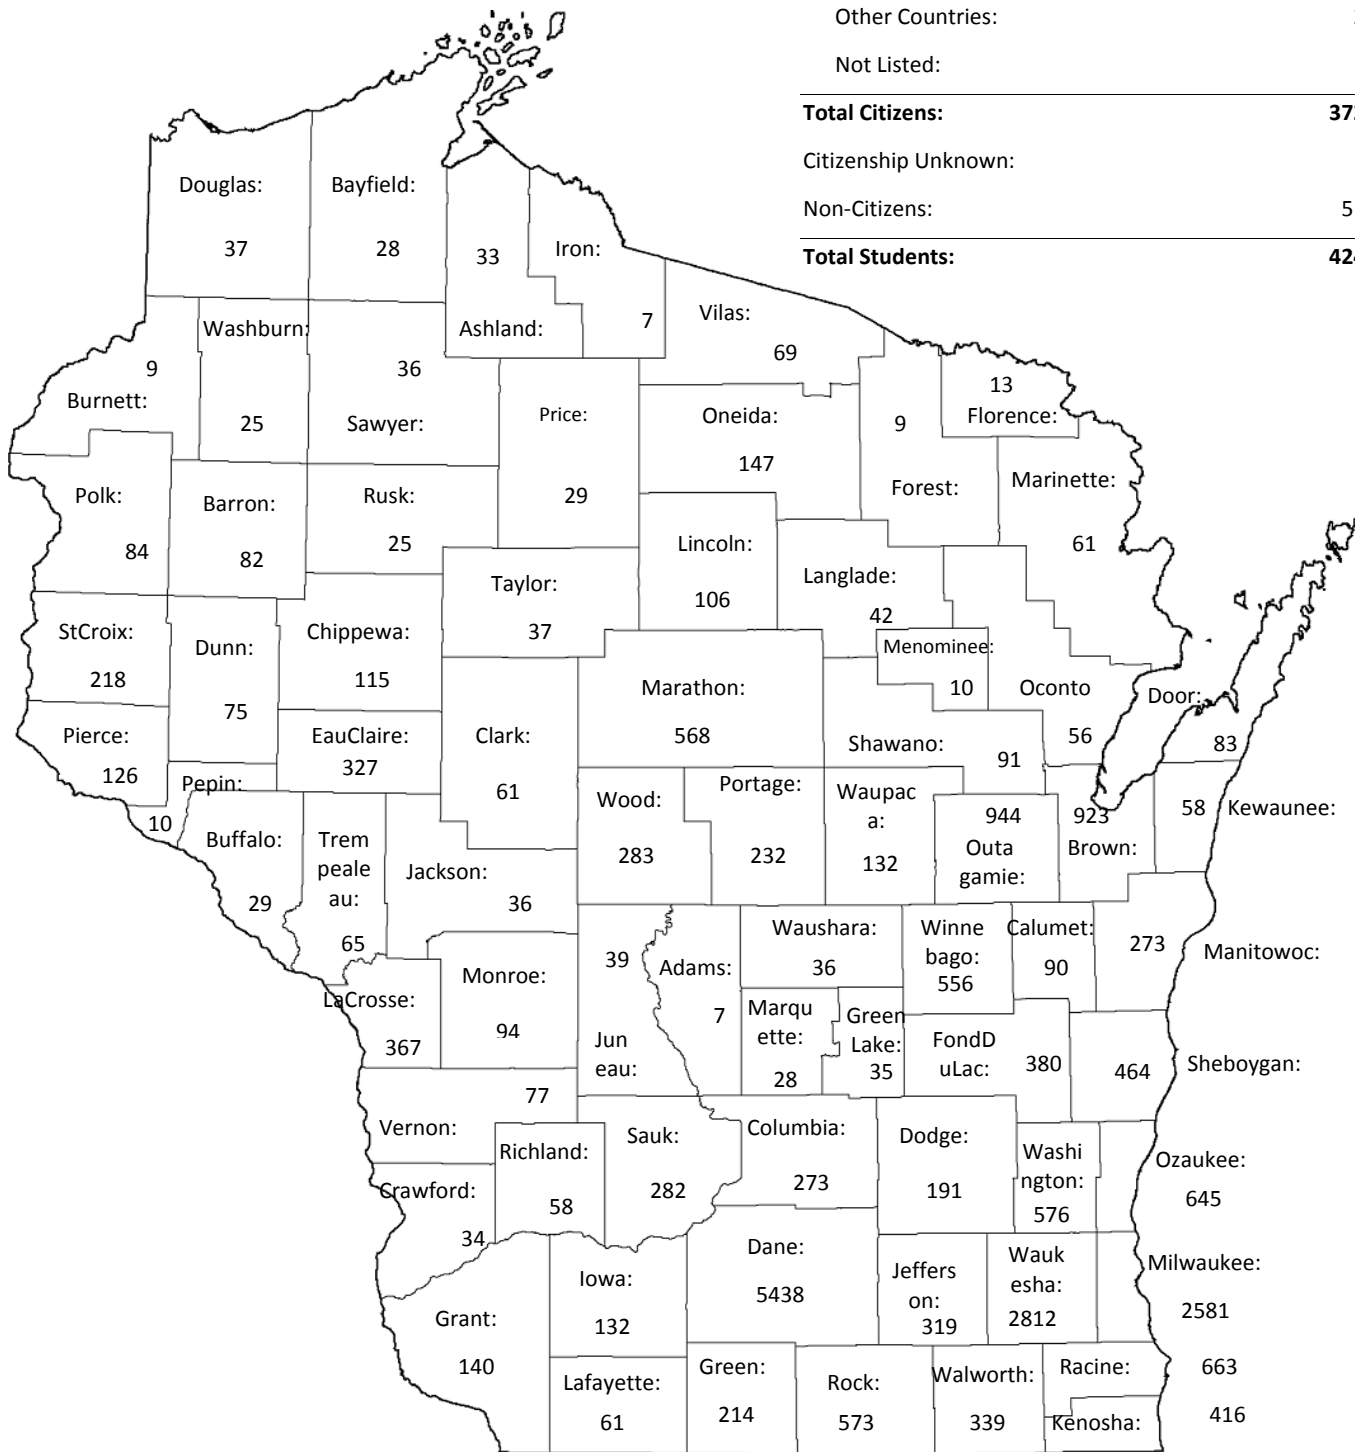 Other Countries:
Not Listed:
Total Citizens:
Citizenship Unknown:
Non-Citizens:
Total Students:
Douglas:
37
Bayfield:
28
33
Ashland:
Iron:
7
Vilas:
69
9
Burnett:
Washburn:
25
36
Sawyer:
Price:
29
Oneida:
147
9
Forest:
13
Florence:
Marinette:
61
Polk:
84
Barron:
82
Rusk:
25
Taylor:
37
Lincoln:
106
Langlade:
42
Menominee:
10
Oconto
56
Door:
83
StCroix:
218
Dunn:
75
Chippewa:
115
Pierce:
126
Pepin:
10
EauClaire:
327
Clark:
61
Marathon:
568
Shawano:
91
Buffalo:
29
Trem
peale
au:
65
Jackson:
36
Wood:
283
Portage:
232
Waupac
a:
132
944
Outa
gamie:
923
Brown:
58
Kewaunee:
LaCrosse:
367
Monroe:
94
39
Jun
eau:
Adams:
7
Waushara:
36
Marqu
ette:
28
Green
Lake:
35
Winne
bago:
556
Calumet:
90
273
Manitowoc:
FondD
uLac:
380
464
Sheboygan:
77
Vernon:
Richland:
58
Sauk:
282
Columbia:
273
Dodge:
191
Washi
ngton:
576
Ozaukee:
645
Crawford:
34
Grant:
140
Iowa:
132
Dane:
5438
Jeffers
on:
319
Wauk
esha:
2812
Milwaukee:
2581
Lafayette:
61
Green:
214
Rock:
573
Walworth:
339
Racine:
663
Kenosha:
416